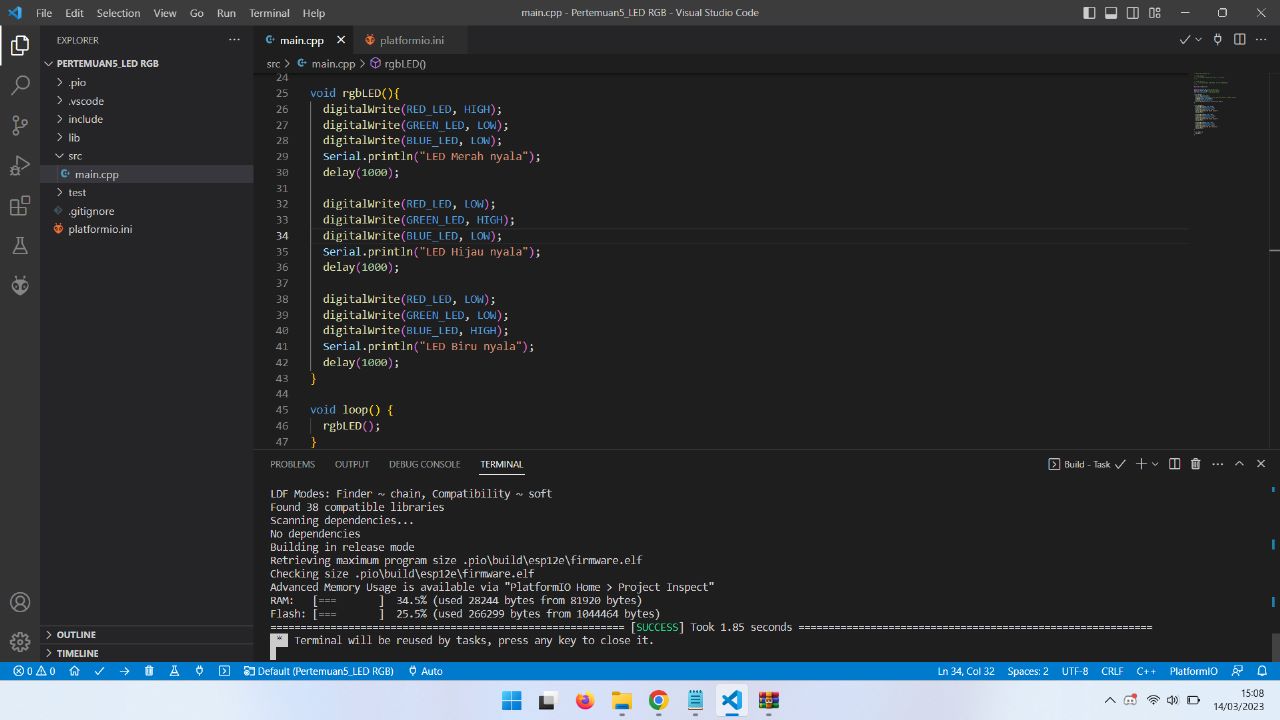 File Edit Selection View Go Run Terminal Help
main.cpp - Pertemuan5_LED RGB - Visual Studio Code
EXPLORER
PERTEMUAN5_LED RGB
.pio
.vscode
include
lib
src
main.cpp
test
.gitignore
platformio.ini
OUTLINE
TIMELINE
main.cpp platformio.ini
src > main.cpp > rgbLED()
24
25 void rgbLED(){
26 digitalWrite(RED_LED, HIGH);
27 digitalWrite(GREEN_LED, LOW);
28 digitalWrite(BLUE_LED, LOW);
29 Serial.println("LED Merah nyala");
30 delay(1000);
31
32 digitalWrite(RED_LED, LOW);
33 digitalWrite(GREEN_LED, HIGH);
34 digitalWrite(BLUE_LED, LOW);
35 Serial.println("LED Hijau nyala");
36 delay(1000);
37
38 digitalWrite(RED_LED, LOW);
39 digitalWrite(GREEN_LED, LOW);
40 digitalWrite(BLUE_LED, HIGH);
41 Serial.println("LED Biru nyala");
42 delay(1000);
43 }
44
45 void loop() {
46 rgbLED();
47 }
PROBLEMS OUTPUT DEBUG CONSOLE TERMINAL
Build - Task
LDF Modes: Finder ~ chain, Compatibility ~ soft
Found 38 compatible libraries
Scanning dependencies...
No dependencies
Building in release mode
Retrieving maximum program size .pio\build\esp12e\firmware.elf
Checking size .pio\build\esp12e\firmware.elf
Advanced Memory Usage is available via "PlatformIO Home > Project Inspect"
RAM: [=== ] 34.5% (used 28244 bytes from 81920 bytes)
Flash: [=== ] 25.5% (used 266299 bytes from 1044464 bytes)
=========================================================== [SUCCESS] Took 1.85 seconds ===========================================================
* Terminal will be reused by tasks, press any key to close it.
0 0 Default (Pertemuan5_LED RGB) Auto
Ln 34, Col 32 Spaces: 2 UTF-8 CRLF C++ PlatformIO
15:08
14/03/2023